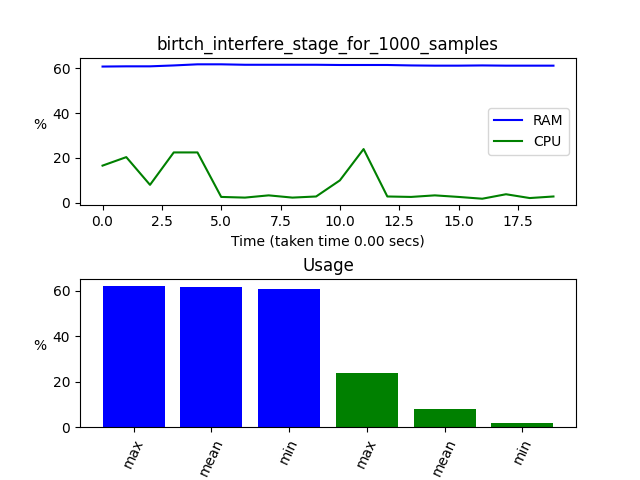 birtch_interfere_stage_for_1000_samples
60
40
20
0
%
RAM
CPU
0.0 2.5 5.0 7.5 10.0 12.5 15.0 17.5
Time (taken time 0.00 secs)
Usage
60
40
20
0
%
max mean min max mean min